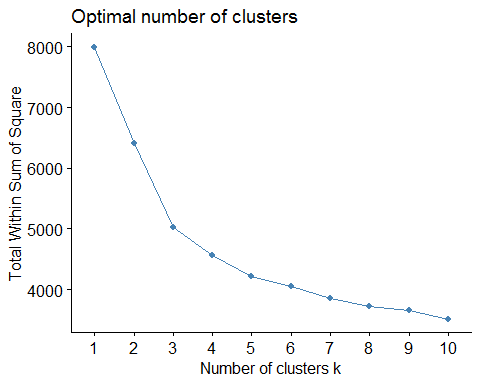 Optimal number of clusters
Total Within Sum of Square
8000
7000
6000
5000
4000
1 2 3 4 5 6 7 8 9 10
Number of clusters k